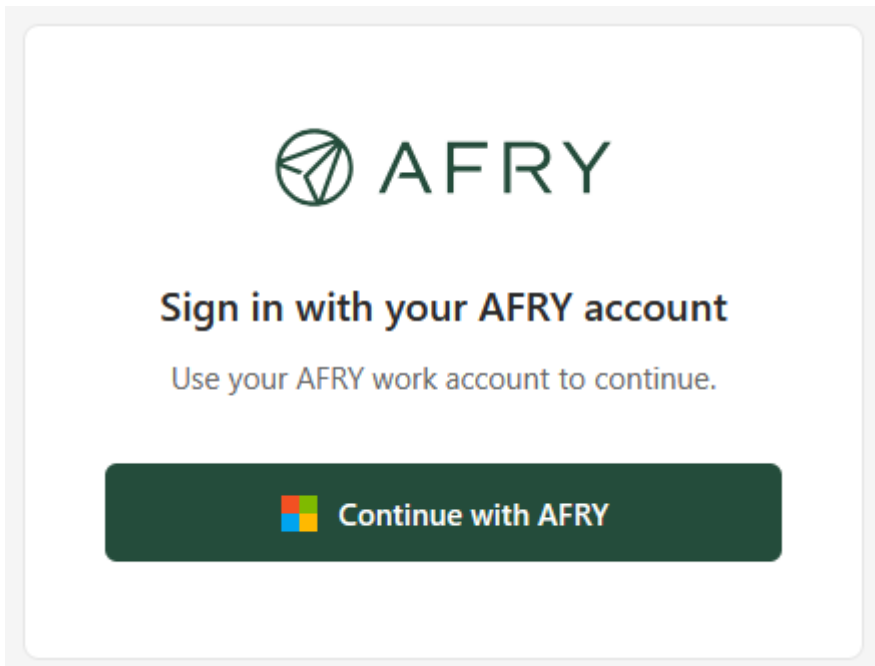 AFRY
Sign in with your AFRY account
Use your AFRY work account to continue.
Continue with AFRY